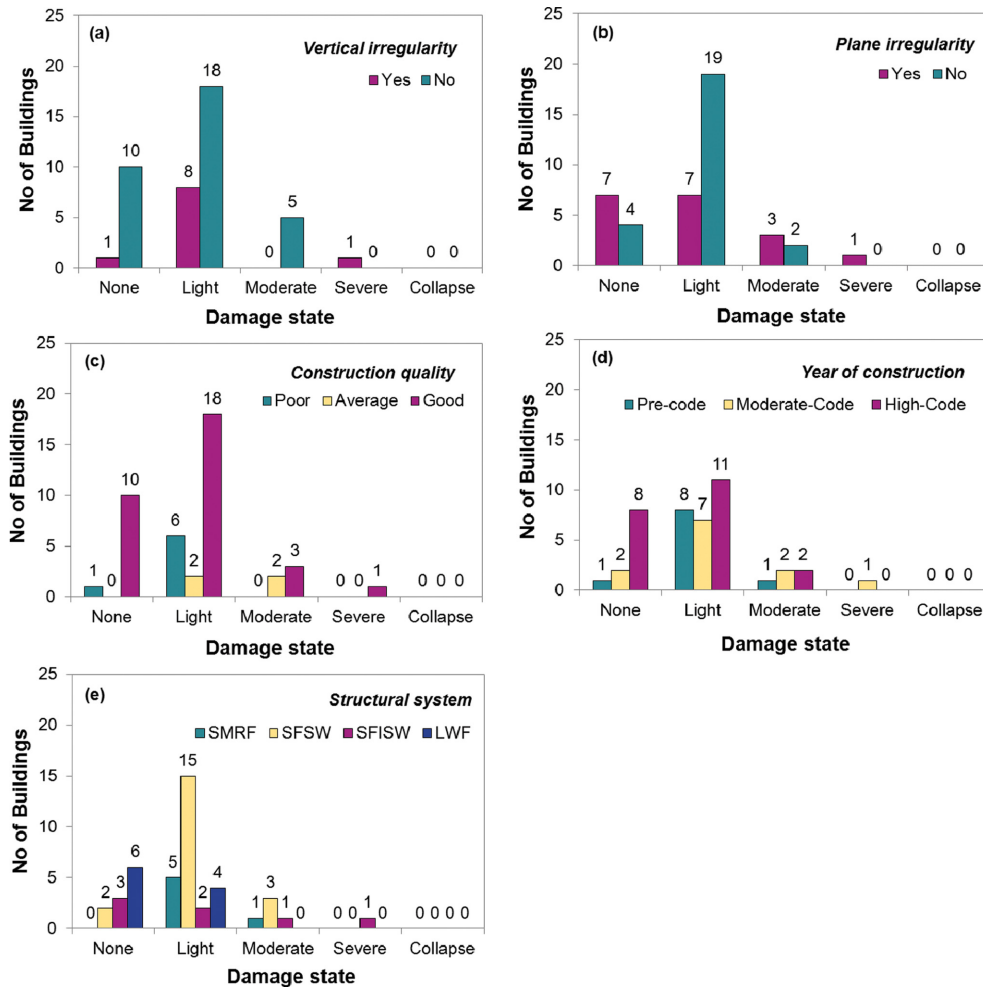 (a)
Vertical irregularity
Yes No
No of Buildings
25
20
15
10
5
0
1 10
8 18
0 5
1 0
0 0
None Light Moderate Severe Collapse
Damage state
(b)
Plane irregularity
Yes No
No of Buildings
25
20
15
10
5
0
7 4
7 19
3 2
1 0
0 0
None Light Moderate Severe Collapse
Damage state
(c)
Construction quality
Poor Average Good
No of Buildings
25
20
15
10
5
0
1 0 10
6 2 18
0 2 3
0 0 1
0 0 0
None Light Moderate Severe Collapse
Damage state
(d)
Year of construction
Pre-code Moderate-Code High-Code
No of Buildings
25
20
15
10
5
0
1 2 8
8 7 11
1 2 2
0 1 0
0 0 0
None Light Moderate Severe Collapse
Damage state
(e)
Structural system
SMRF SFSW SFISW LWF
No of Buildings
25
20
15
10
5
0
0 2 3 6
5 15 2 4
1 3 1 0
0 0 1 0
0 0 0 0
None Light Moderate Severe Collapse
Damage state